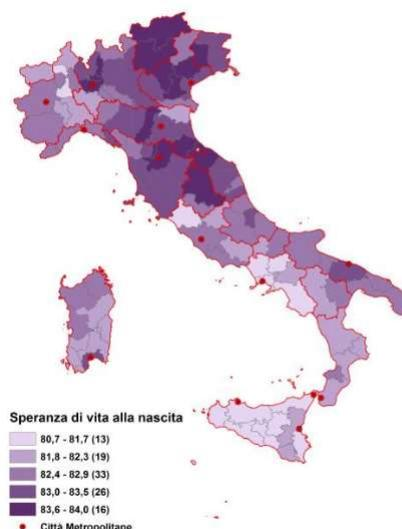 Speranza di vita alla nascita
80,7 - 81,7 (13)
81,8 - 82,3 (19)
82,4 - 82,9 (33)
83,0 - 83,5 (26)
83,6 - 84,0 (16)
Città Metropolitane